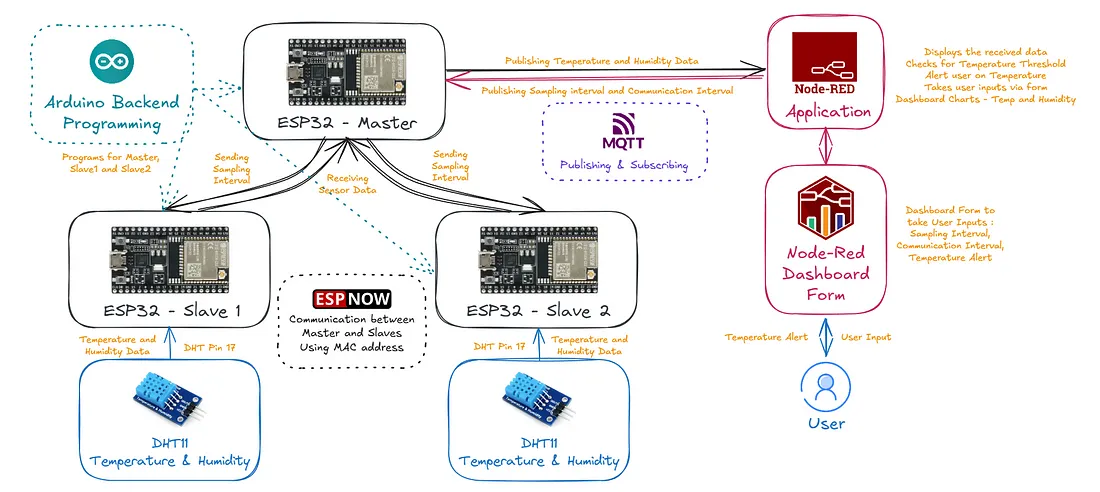 Arduino Backend
Programming
Programs for Master,
Slave1 and Slave2
ESP32 - Master
Publishing Temperature and Humidity Data
Publishing Sampling interval and Communication Interval
MQTT
Publishing & Subscribing
Node-RED
Application
Displays the received data
Checks for Temperature Threshold
Alert user on Temperature
Takes user inputs via form
Dashboard Charts - Temp and Humidity
Sending
Sampling
Interval
Receiving
Sensor Data
Sending
Sampling
Interval
ESP32 - Slave 1
ESP32 - Slave 2
ESPNOW
Communication between
Master and Slaves
Using MAC address
Node-Red
Dashboard
Form
Dashboard Form to
take User Inputs :
Sampling Interval,
Communication Interval,
Temperature Alert
Temperature and
Humidity Data
DHT Pin 17
DHT Pin 17
Temperature and
Humidity Data
Temperature Alert
User Input
User
Temperature & Humidity
DHT11
Temperature & Humidity
Temperature & Humidity
DHT11
Temperature & Humidity